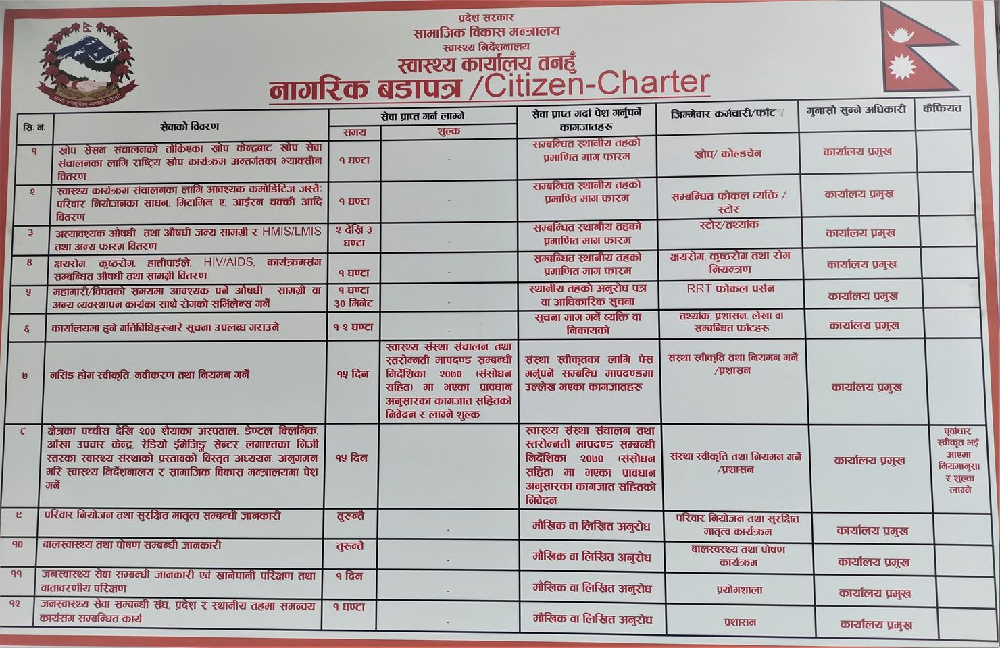 प्रदेश सरकार
सामाजिक विकास मन्त्रालय
स्वास्थ्य निर्देशनालय
स्वास्थ्य कार्यालय तनहुँ
नागरिक बडापत्र /Citizen-Charter
जननी जन्मभूमिश्च स्वर्गादपि गरीयसी
सि. नं.
सेवाको विवरण
सेवा प्राप्त गर्न लाग्ने
समय
शुल्क
सेवा प्राप्त गर्दा पेश गर्नुपर्ने
कागजातहरु
जिम्मेवार कर्मचारी/फाँट
गुनासो सुन्ने अधिकारी
कैफियत
१
खोप सेसन संचालनको तोकिएका खोप केन्द्रबाट खोप सेवा
संचालनका लागि राष्ट्रिय खोप कार्यक्रम अन्तर्गतका भ्याक्सीन
वितरण
१ घण्टा
-
सम्बन्धित स्थानीय तहको
प्रमाणित माग फारम
खोप/ कोल्डचेन
कार्यालय प्रमुख
२
स्वास्थ्य कार्यक्रम संचालनका लागि आवश्यक कमोडिटिज जस्तैः
परिवार नियोजनका साधन, भिटामिन ए, आईरन चक्की आदि
वितरण
१ घण्टा
-
सम्बन्धित स्थानीय तहको
प्रमाण्ति माग फारम
सम्बन्धित फोकल व्यक्ति /
स्टोर
कार्यालय प्रमुख
३
अत्यावश्यक औषधी तथा औषधी जन्य सामग्री र HMIS/LMIS
तथा अन्य फारम वितरण
२ देखि ३
घण्टा
-
सम्बन्धित स्थानीय तहको
प्रमाणित माग फारम
स्टोर/तथ्यांक
कार्यालय प्रमुख
४
क्षयरोग, कुष्ठरोग, हात्तीपाईले, HIV/AIDS, कार्यक्रमसंग
सम्बन्धित औषधी तथा सामग्री वितरण
१ घण्टा
-
सम्बन्धित स्थानीय तहको
प्रमाणित माग फारम
क्षयरोग, कुष्ठरोग तथा रोग
नियन्त्रण
कार्यालय प्रमुख
५
महामारी/विपतको समयमा आवश्यक पर्ने औषधी , सामग्री वा
अन्य व्यवस्थापन कार्यका साथै रोगको सर्भिलेन्स गर्ने
१ घण्टा
३० मिनेट
-
स्थानीय तहको अनुरोध पत्र
वा आधिकारिक सुचना
RRT फोकल पर्सन
कार्यालय प्रमुख
६
कार्यालयमा हुने गतिबिधिहरुबारे सूचना उपलब्ध गराउने
१-२ घण्टा
-
सुचना माग गर्ने व्यक्ति वा
निकायको
तथ्यांक, प्रशासन, लेखा वा
सम्बन्धित फाँटहरु
कार्यालय प्रमुख
७
नर्सिङ होम स्वीकृति, नवीकरण तथा नियमन गर्ने
१५ दिन
स्वास्थ्य संस्था संचालन तथा
स्तरोन्नती मापदण्ड सम्बन्धी
निर्देशिका २०७० (संसोधन
सहित) मा भएका प्रावधान
अनुसारका कागजात सहितको
निवेदन र लाग्ने शुल्क
संस्था स्वीकृतका लागि पेस
गर्नुपर्ने सम्बन्धि मापदण्डमा
उल्लेख भएका कागजातहरु
संस्था स्वीकृति तथा नियमन गर्ने
/प्रशासन
कार्यालय प्रमुख
८
क्षेत्रका पच्चीस देखि २०० शैयाका अस्पताल, डेण्टल क्लिनिक,
आँखा उपचार केन्द्र, रेडियो ईमेजिङ्ग सेन्टर लगाएतका निजी
स्तरका स्वास्थ्य संस्थाको प्रस्तावको विस्तृत अध्ययन, अनुगमन
गरि स्वास्थ्य निर्देशनालय र सामाजिक विकास मन्त्रालयमा पेश
गर्ने
१५ दिन
-
स्वास्थ्य संस्था संचालन तथा
स्तरोन्नती मापदण्ड सम्बन्धी
निर्देशिका २०७० (संसोधन
सहित) मा भएका प्रावधान
अनुसारका कागजात सहितको
निवेदन
संस्था स्वीकृति तथा नियमन गर्ने
/प्रशासन
कार्यालय प्रमुख
पूर्वाधार
स्वीकृत भई
आएमा
नियमानुसा
र शुल्क
लाग्ने
९
परिवार नियोजन तथा सुरक्षित मातृत्व सम्बन्धी जानकारी
तुरुन्तै
-
मौखिक वा लिखित अनुरोध
परिवार नियोजन तथा सुरक्षित
मातृत्व कार्यक्रम
कार्यालय प्रमुख
१०
बालस्वास्थ्य तथा पोषण सम्बन्धी जानकारी
तुरुन्तै
-
मौखिक वा लिखित अनुरोध
बालस्वस्थ्य तथा पोषण
कार्यक्रम
कार्यालय प्रमुख
११
जनस्वास्थ्य सेवा सम्बन्धी जानकारी एवं खानेपानी परिक्षण तथा
वातावरणीय परिक्षण
१ दिन
-
मौखिक वा लिखित अनुरोध
प्रयोगशाला
कार्यालय प्रमुख
१२
जनस्वास्थ्य सेवा सम्बन्धी संघ, प्रदेश र स्थानीय तहमा समन्वय
कार्यसंग सम्बन्धित कार्य
१ घण्टा
-
मौखिक वा लिखित अनुरोध
प्रशासन
कार्यालय प्रमुख